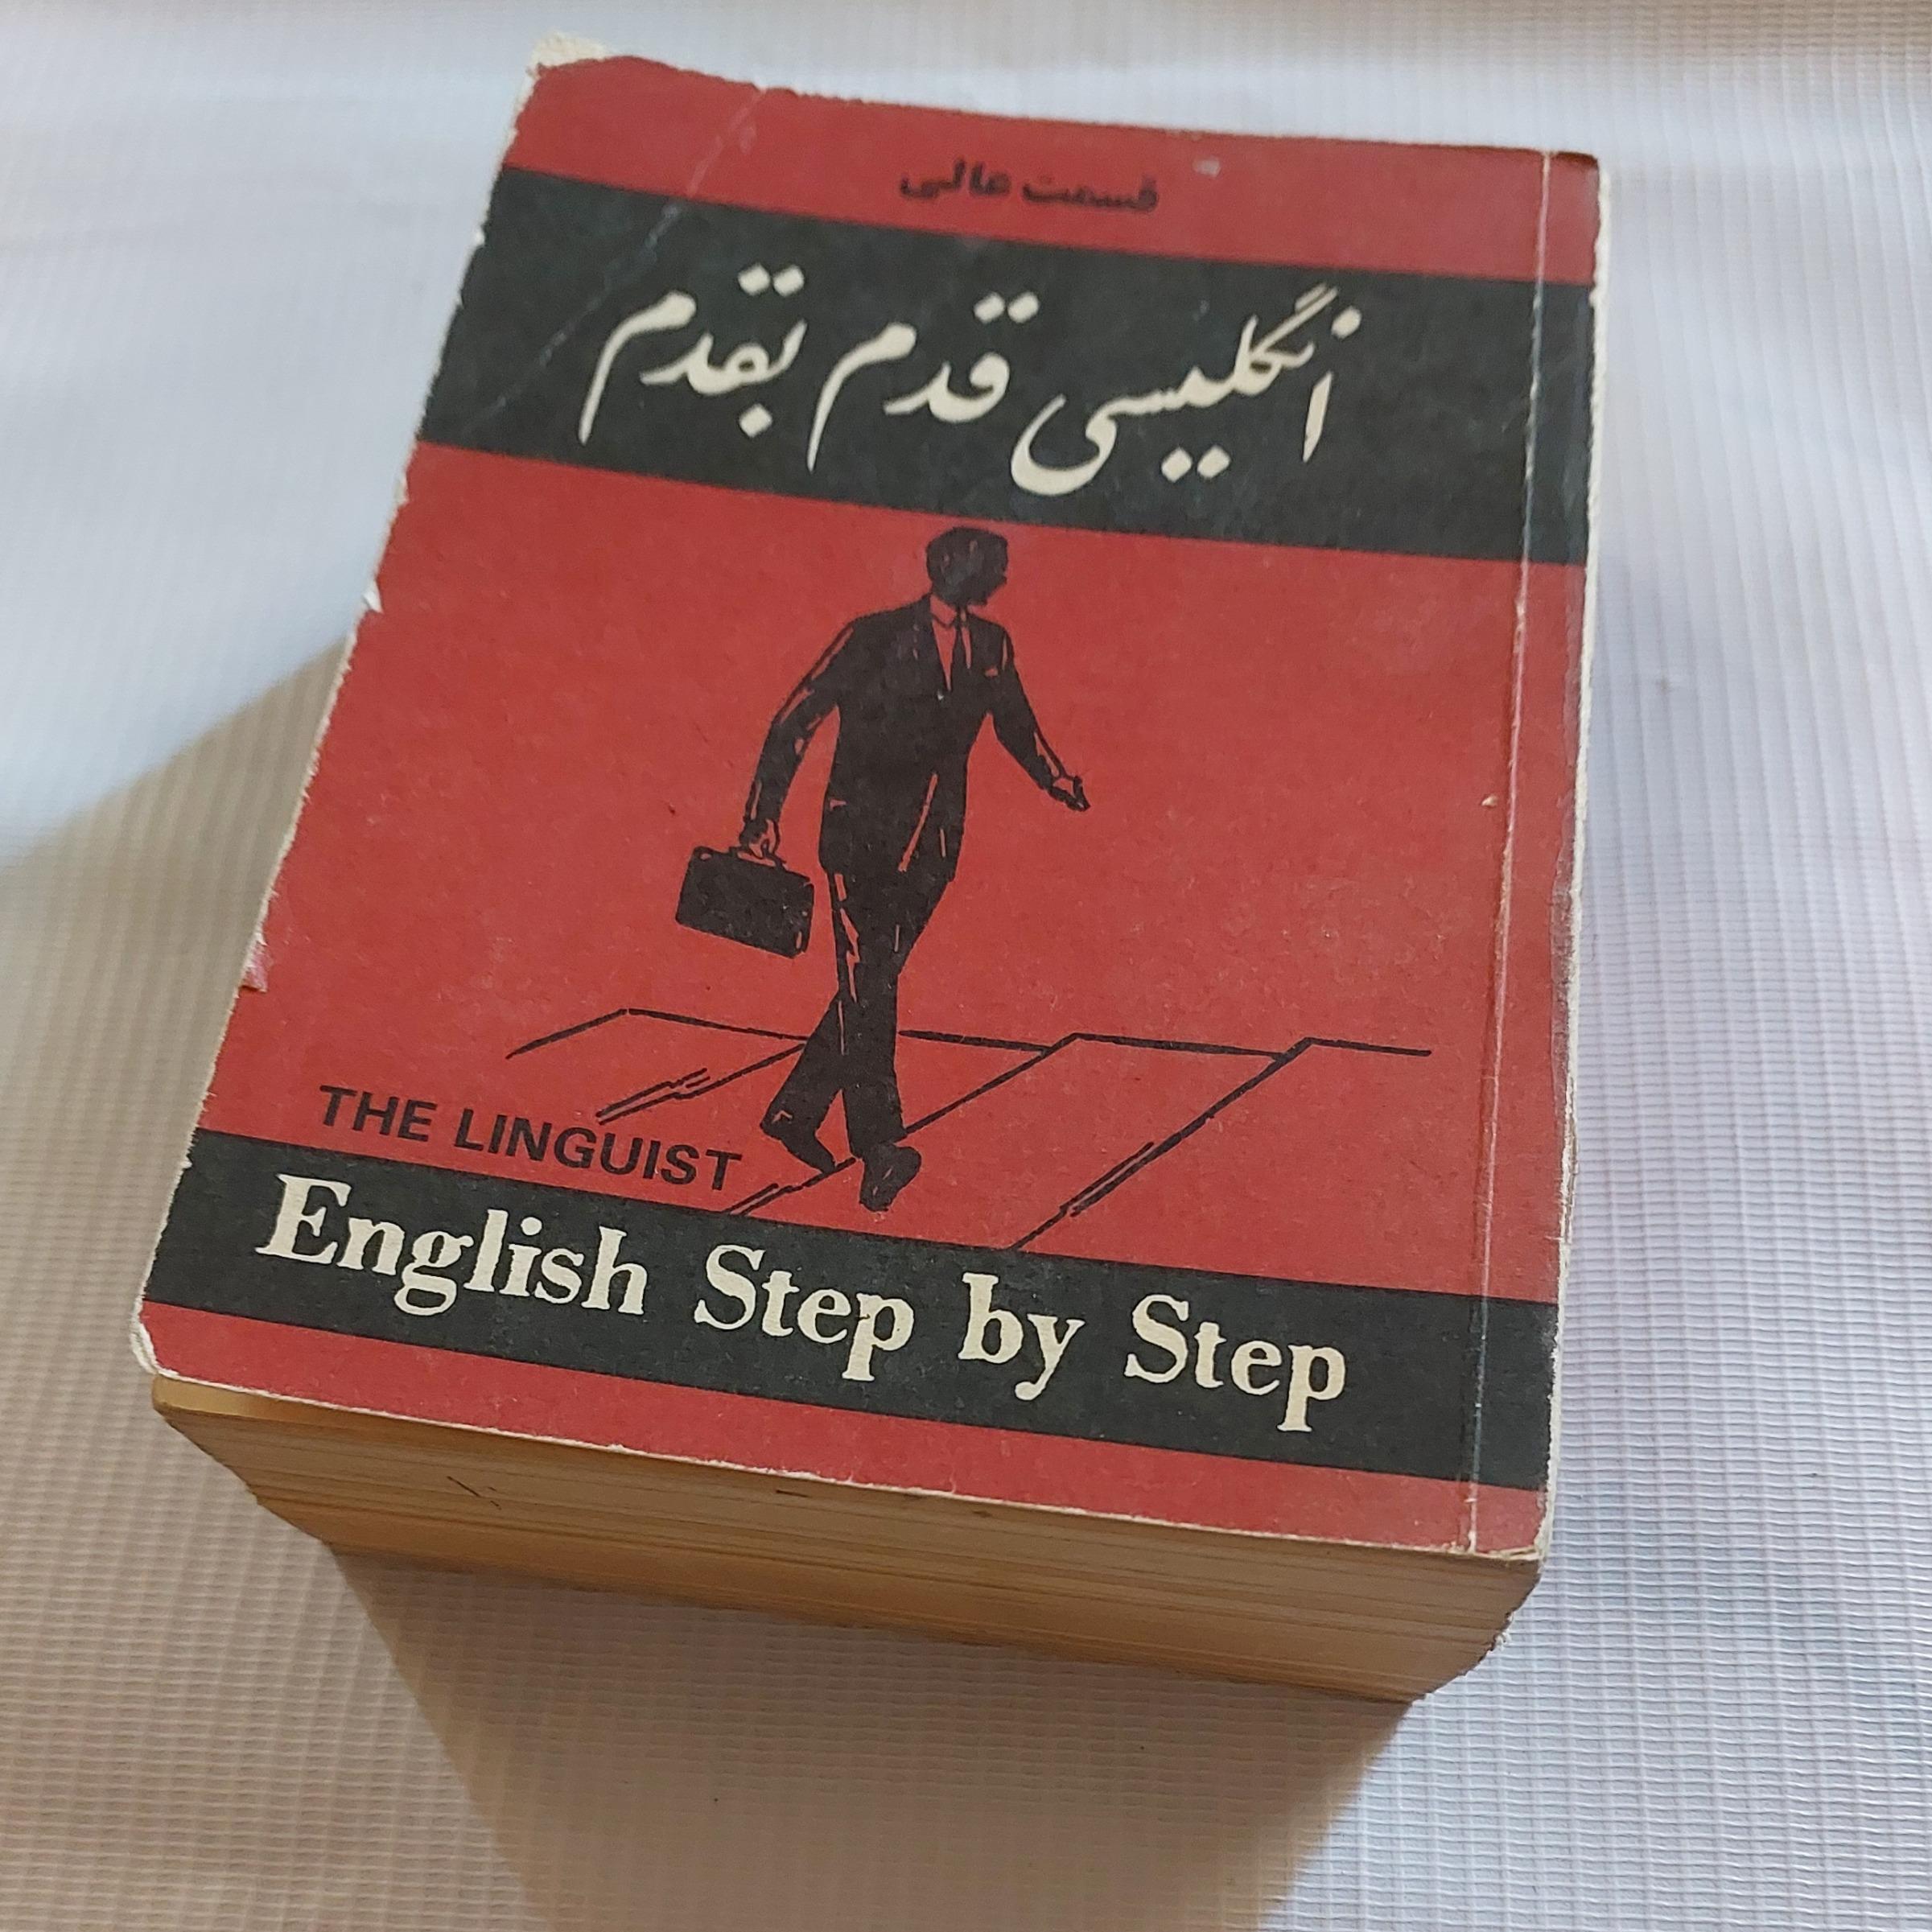 قسمت عالی
انگلیسی قدم بقدم
THE LINGUIST
English Step by Step